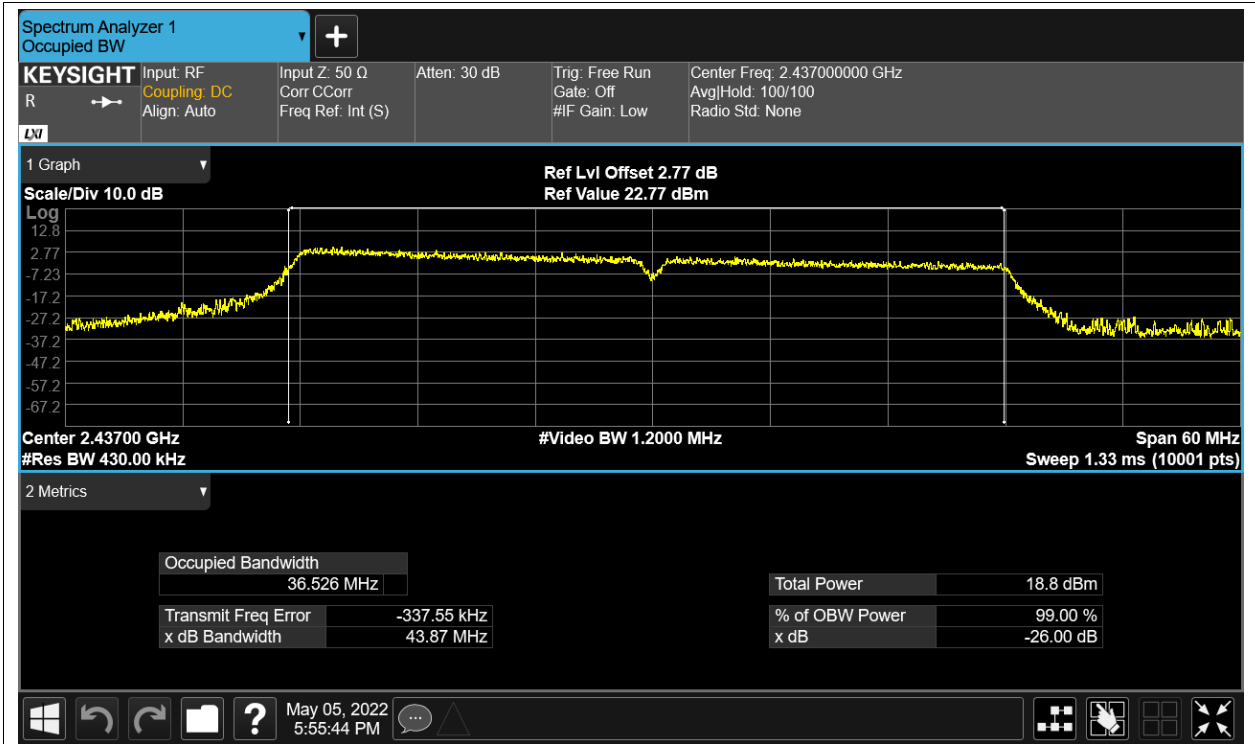 Spectrum Analyzer 1
Occupied BW
KEYSIGHT
R
LXI
Input: RF
Coupling: DC
Align: Auto
Input Z: 50 Ω
Corr CCorr
Freq Ref: Int (S)
Atten: 30 dB
Trig: Free Run
Gate: Off
#IF Gain: Low
Center Freq: 2.437000000 GHz
Avg|Hold: 100/100
Radio Std: None
1 Graph
Scale/Div 10.0 dB
Ref Lvl Offset 2.77 dB
Ref Value 22.77 dBm
Log
12.8
2.77
-7.23
-17.2
-27.2
-37.2
-47.2
-57.2
-67.2
Center 2.43700 GHz
#Res BW 430.00 kHz
#Video BW 1.2000 MHz
Span 60 MHz
Sweep 1.33 ms (10001 pts)
2 Metrics
Occupied Bandwidth
36.526 MHz
Transmit Freq Error -337.55 kHz
x dB Bandwidth 43.87 MHz
Total Power 18.8 dBm
% of OBW Power 99.00 %
x dB -26.00 dB
?
May 05, 2022
5:55:44 PM